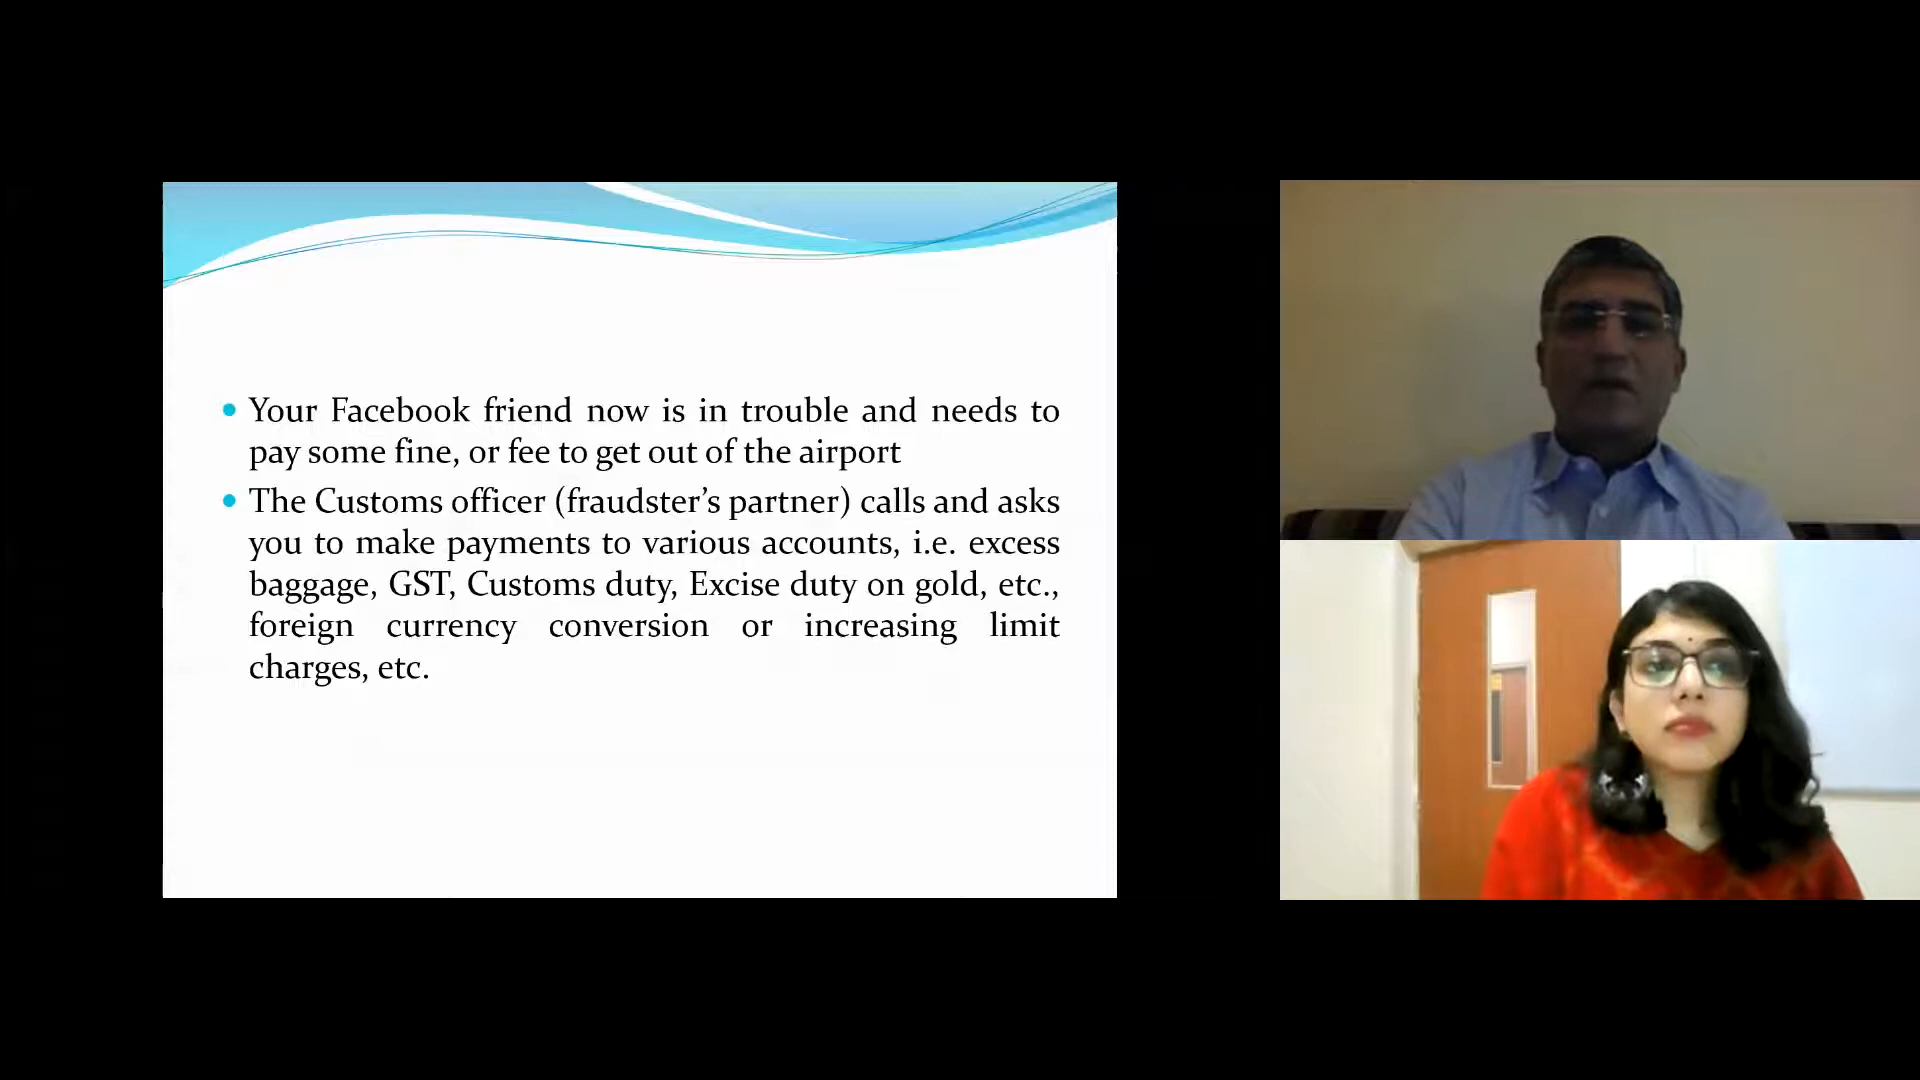 Your Facebook friend now is in trouble and needs to
pay some fine, or fee to get out of the airport
The Customs officer (fraudster’s partner) calls and asks
you to make payments to various accounts, i.e. excess
baggage, GST, Customs duty, Excise duty on gold, etc.,
foreign currency conversion or increasing limit
charges, etc.